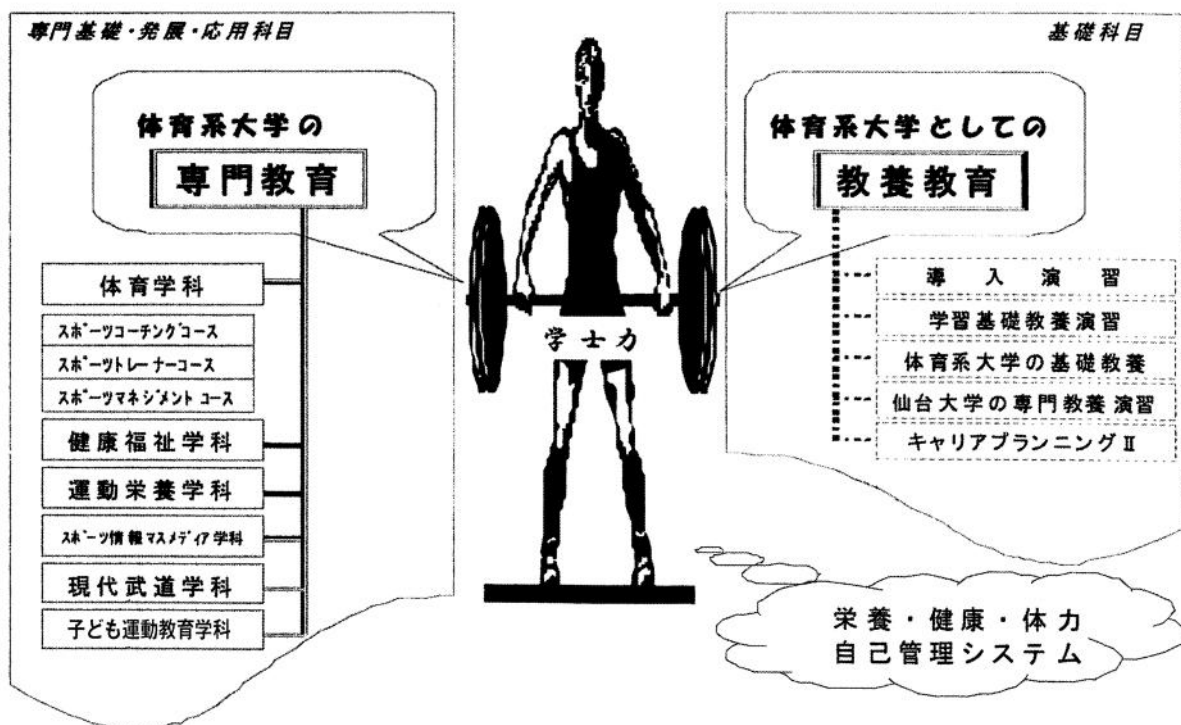 専門基礎・発展・応用科目
体育系大学の
専門教育
体育学科
スポーツコーチングコース
スポーツトレーナーコース
スポーツマネジメントコース
健康福祉学科
運動栄養学科
スポーツ情報マスメディア学科
現代武道学科
子ども運動教育学科
学士力
基礎科目
体育系大学としての
教養教育
導入演習
学習基礎教養演習
体育系大学の基礎教養
仙台大学の専門教養演習
キャリアプランニングⅡ
栄養・健康・体力
自己管理システム